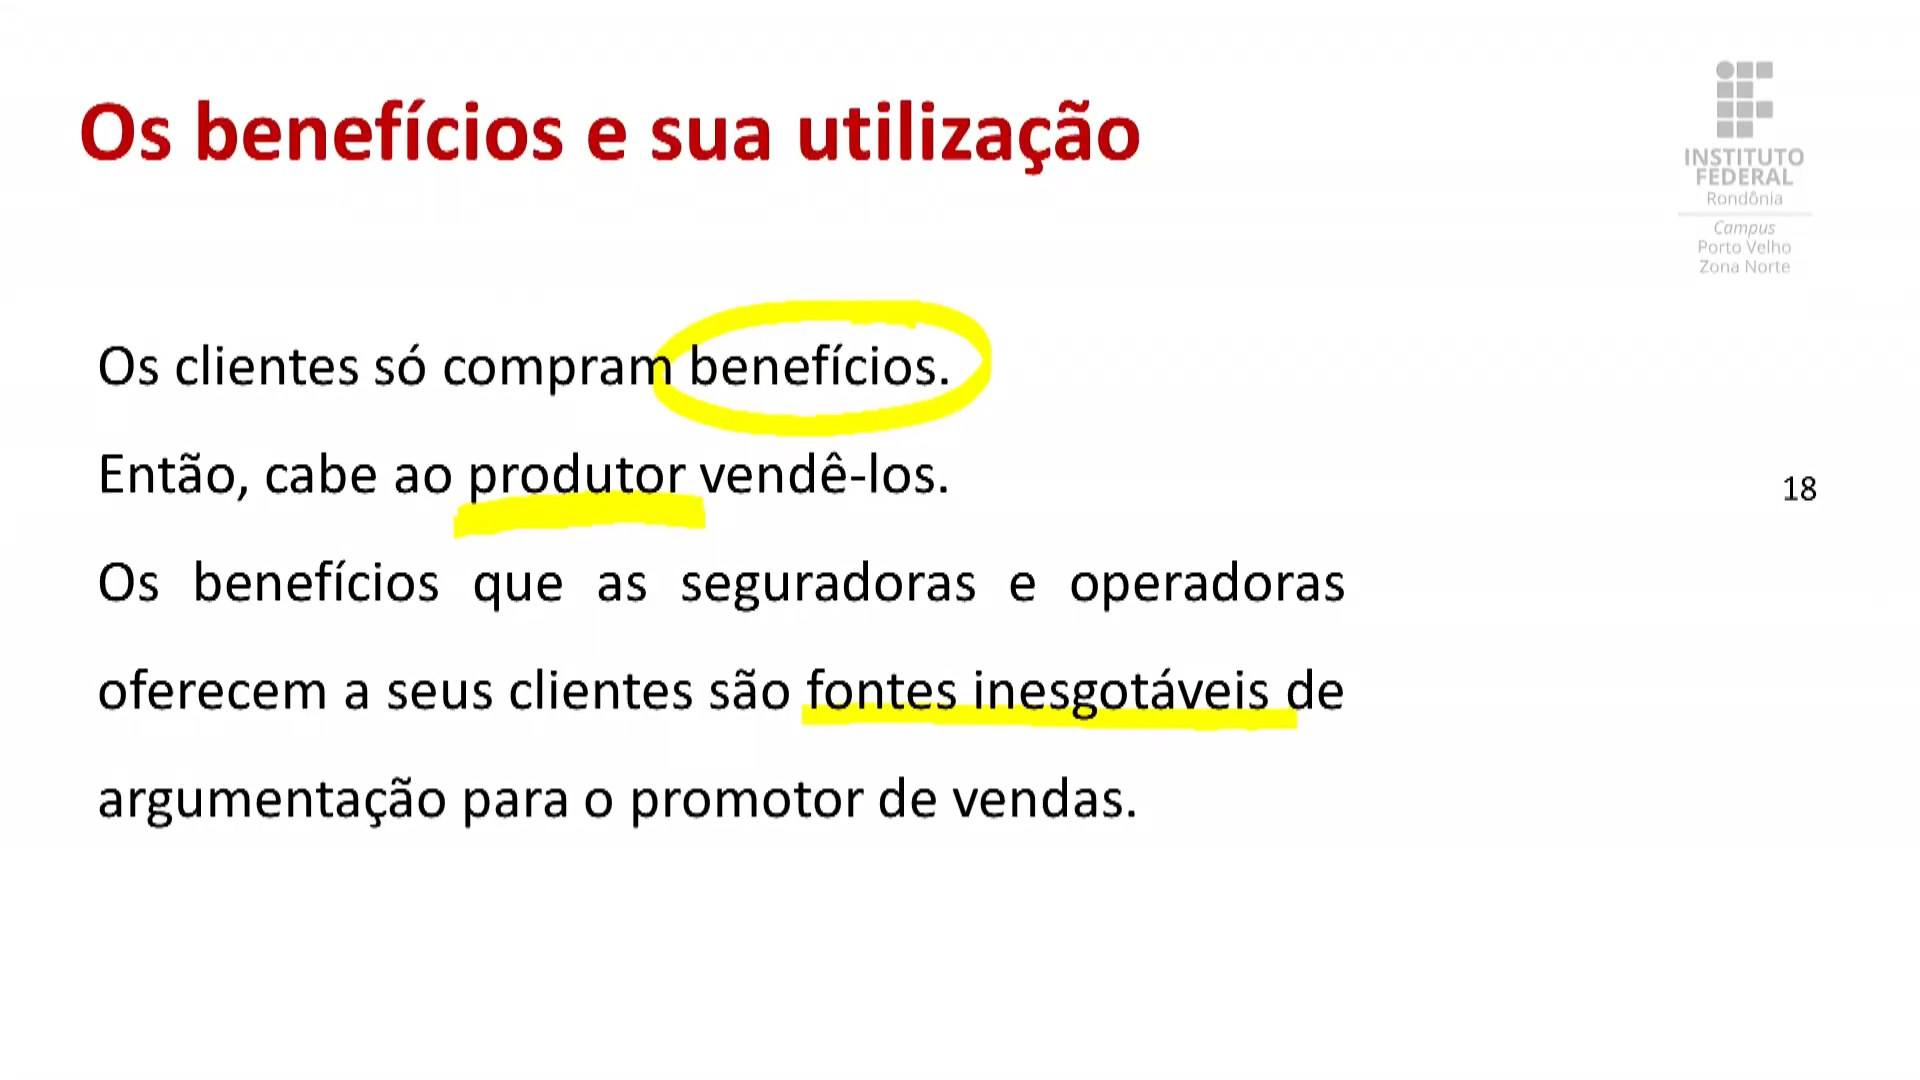 Os benefícios e sua utilização
INSTITUTO
FEDERAL
Rondônia
Campus
Porto Velho
Zona Norte
Os clientes só compram benefícios.
Então, cabe ao produtor vendê-los.
18
Os benefícios que as seguradoras e operadoras
oferecem a seus clientes são fontes inesgotáveis de
argumentação para o promotor de vendas.